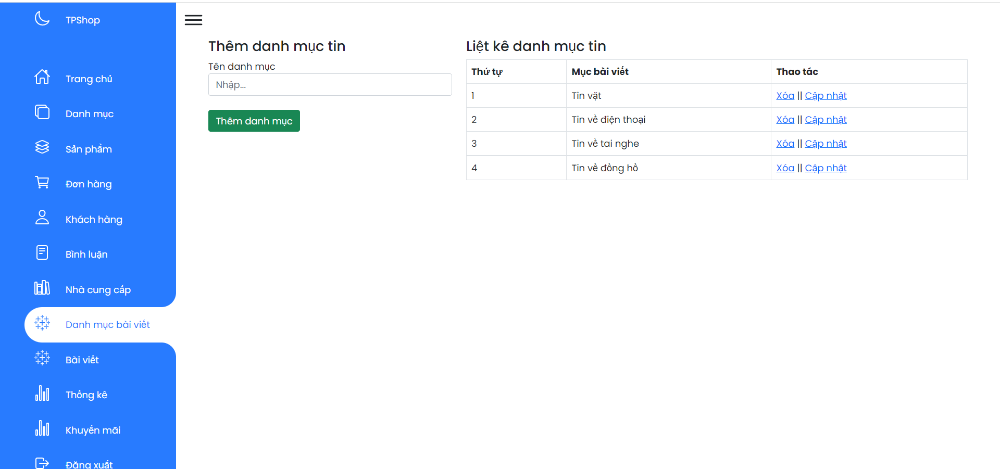 TPShop
Trang chủ
Danh mục
Sản phẩm
Đơn hàng
Khách hàng
Bình luận
Nhà cung cấp
Danh mục bài viết
Bài viết
Thống kê
Khuyến mãi
Đăng xuất
Thêm danh mục tin
Tên danh mục
Nhập...
Thêm danh mục
Liệt kê danh mục tin
Thứ tự Mục bài viết Thao tác
1 Tin vặt Xóa || Cập nhật
2 Tin về điện thoại Xóa || Cập nhật
3 Tin về tai nghe Xóa || Cập nhật
4 Tin về đồng hồ Xóa || Cập nhật